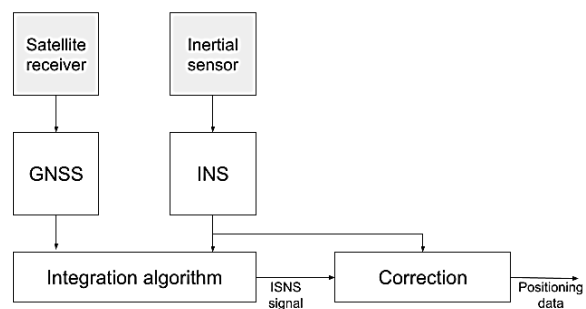 Satellite
receiver
Inertial
sensor
GNSS
INS
Integration algorithm
ISNS
signal
Correction
Positioning
data